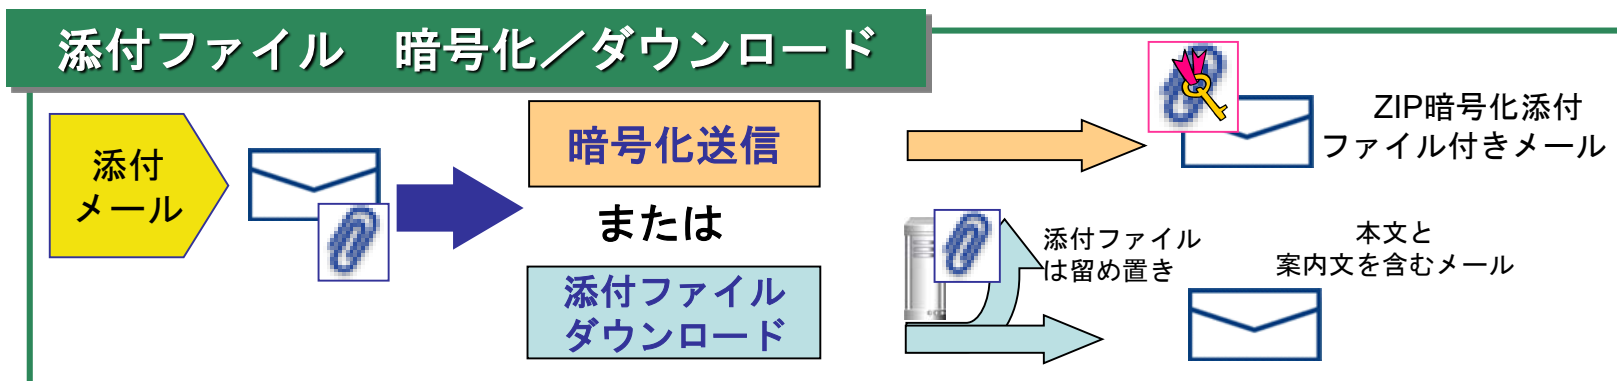 添付ファイル　暗号化／ダウンロード
添付
メール
暗号化送信
または
添付ファイル
ダウンロード
ZIP暗号化添付
ファイル付きメール
添付ファイル
は留め置き
本文と
案内文を含むメール